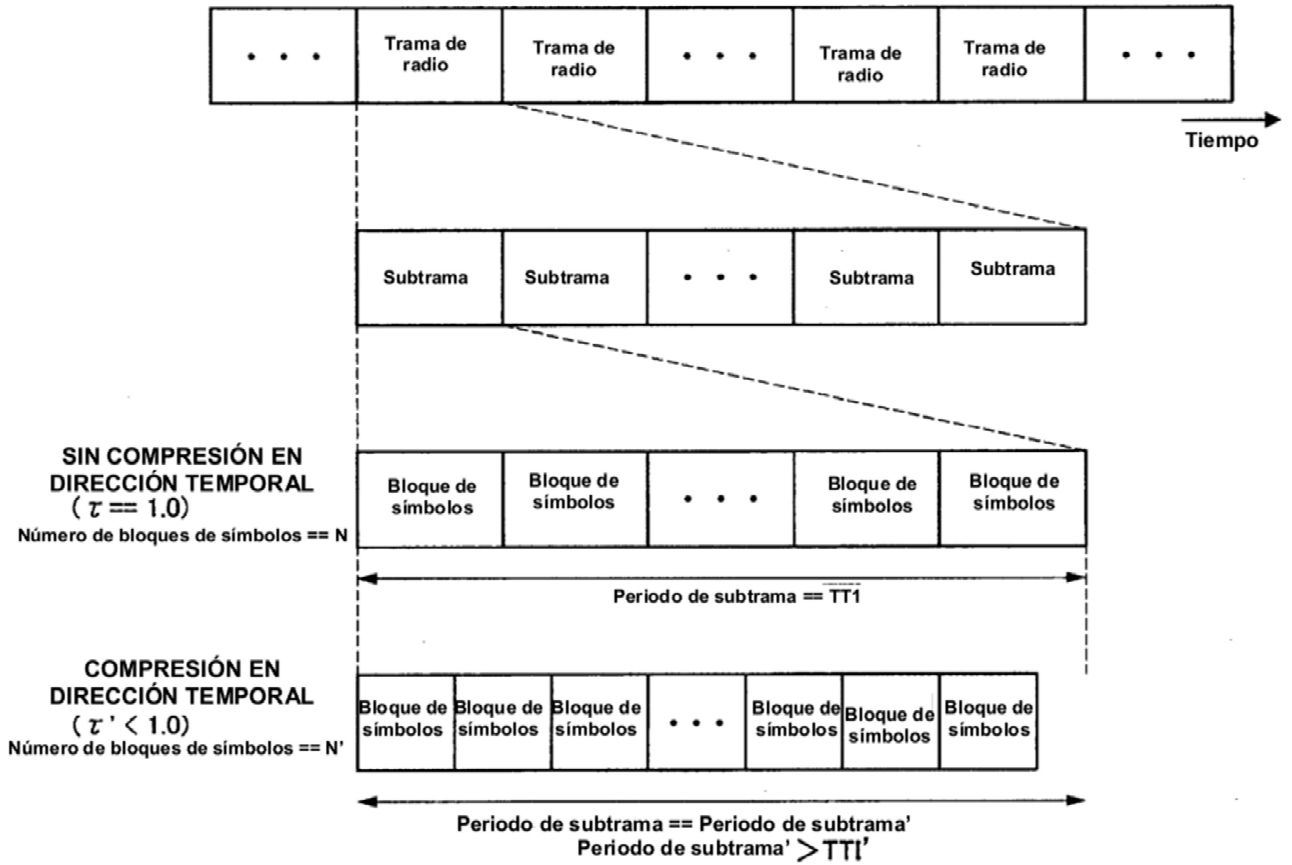 • • • Trama de Trama de • • • Trama de Trama de • • •
radio radio radio radio
Tiempo
Subtrama Subtrama • • • Subtrama Subtrama
SIN COMPRESIÓN EN
DIRECCIÓN TEMPORAL
(τ == 1.0)
Número de bloques de símbolos == N
Bloque de Bloque de • • • Bloque de Bloque de
símbolos símbolos símbolos símbolos
Periodo de subtrama == TT1
COMPRESIÓN EN
DIRECCIÓN TEMPORAL
(τ' < 1.0)
Número de bloques de símbolos == N'
Bloque de Bloque de Bloque de • • • Bloque de Bloque de Bloque de
símbolos símbolos símbolos símbolos símbolos símbolos
Periodo de subtrama == Periodo de subtrama'
Periodo de subtrama' > TTI'